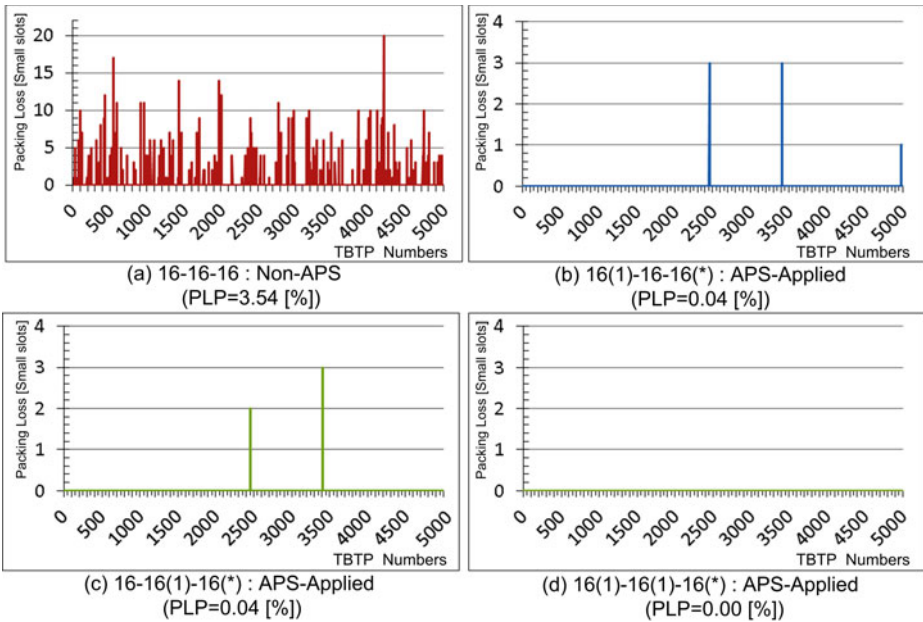 Packing Loss [Small slots]
20
15
10
5
0
0 500 1000 1500 2000 2500 3000 3500 4000 4500 5000
TBTP Numbers
(a) 16-16-16 : Non-APS
(PLP=3.54 [%])
Packing Loss [Small slots]
4
3
2
1
0
0 500 1000 1500 2000 2500 3000 3500 4000 4500 5000
TBTP Numbers
(b) 16(1)-16-16(*) : APS-Applied
(PLP=0.04 [%])
Packing Loss [Small slots]
4
3
2
1
0
0 500 1000 1500 2000 2500 3000 3500 4000 4500 5000
TBTP Numbers
(c) 16-16(1)-16(*) : APS-Applied
(PLP=0.04 [%])
Packing Loss [Small slots]
4
3
2
1
0
0 500 1000 1500 2000 2500 3000 3500 4000 4500 5000
TBTP Numbers
(d) 16(1)-16(1)-16(*) : APS-Applied
(PLP=0.00 [%])